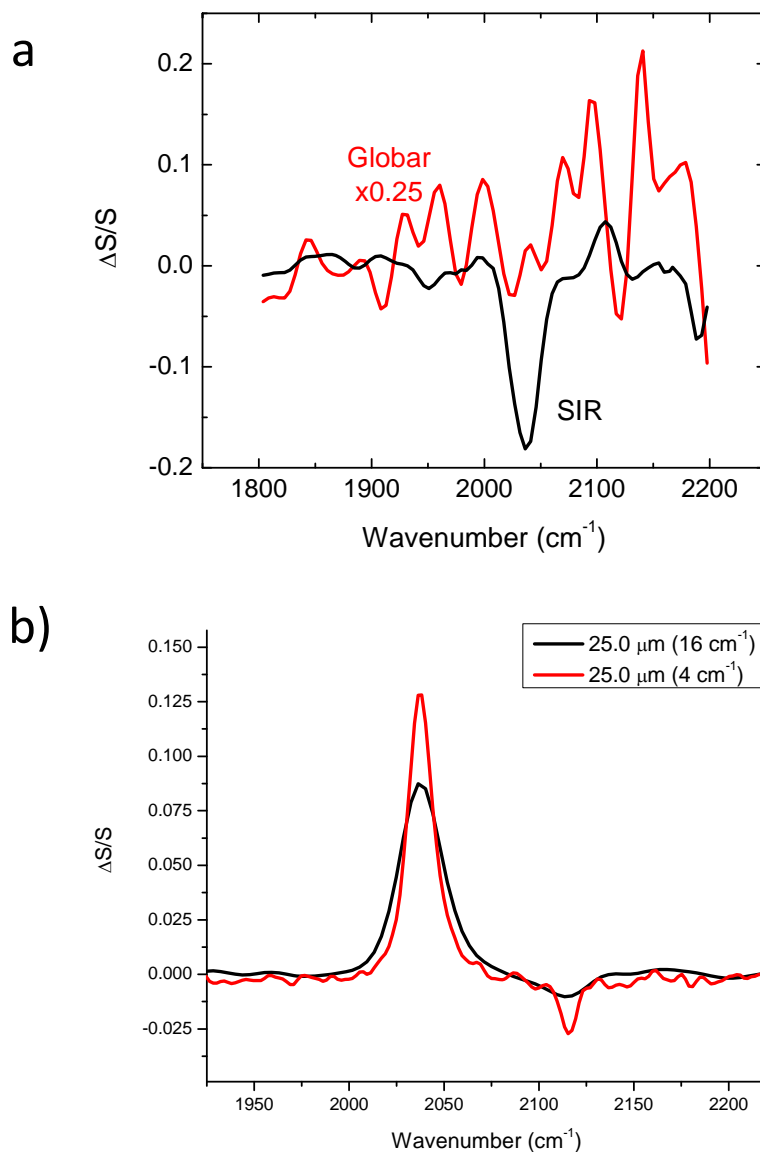 a
0.2
0.1
0.0
-0.1
-0.2
ΔS/S
Globar
x0.25
SIR
1800 1900 2000 2100 2200
Wavenumber (cm⁻¹)
b)
0.150
0.125
0.100
0.075
0.050
0.025
0.000
-0.025
ΔS/S
25.0 μm (16 cm⁻¹)
25.0 μm (4 cm⁻¹)
1950 2000 2050 2100 2150 2200
Wavenumber (cm⁻¹)